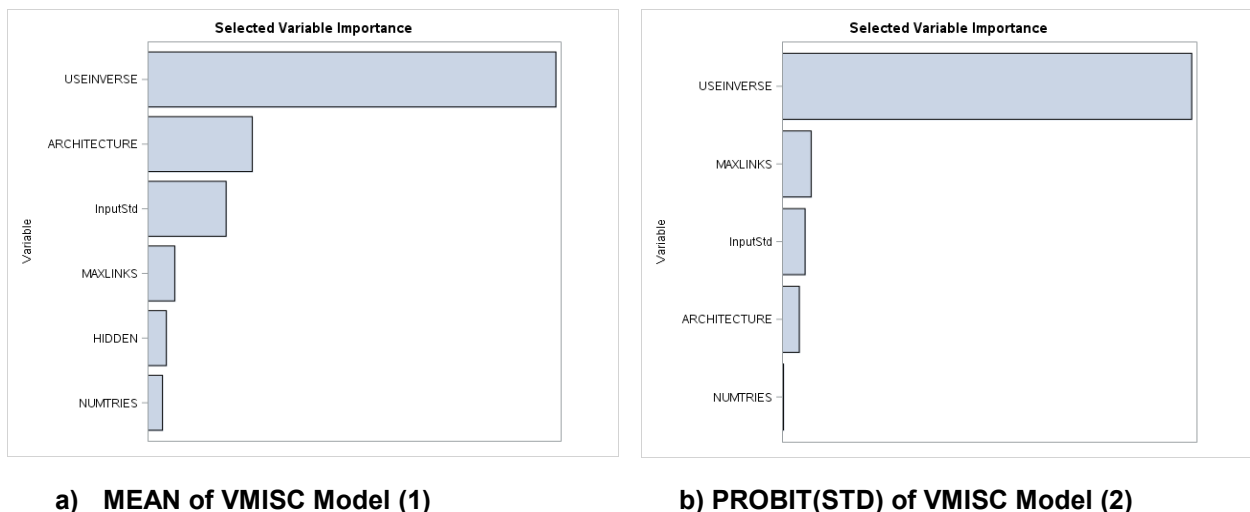 Selected Variable Importance
Variable
USEINVERSE
ARCHITECTURE
InputStd
MAXLINKS
HIDDEN
NUMTRIES
a) MEAN of VMISC Model (1)
Selected Variable Importance
Variable
USEINVERSE
MAXLINKS
InputStd
ARCHITECTURE
NUMTRIES
b) PROBIT(STD) of VMISC Model (2)